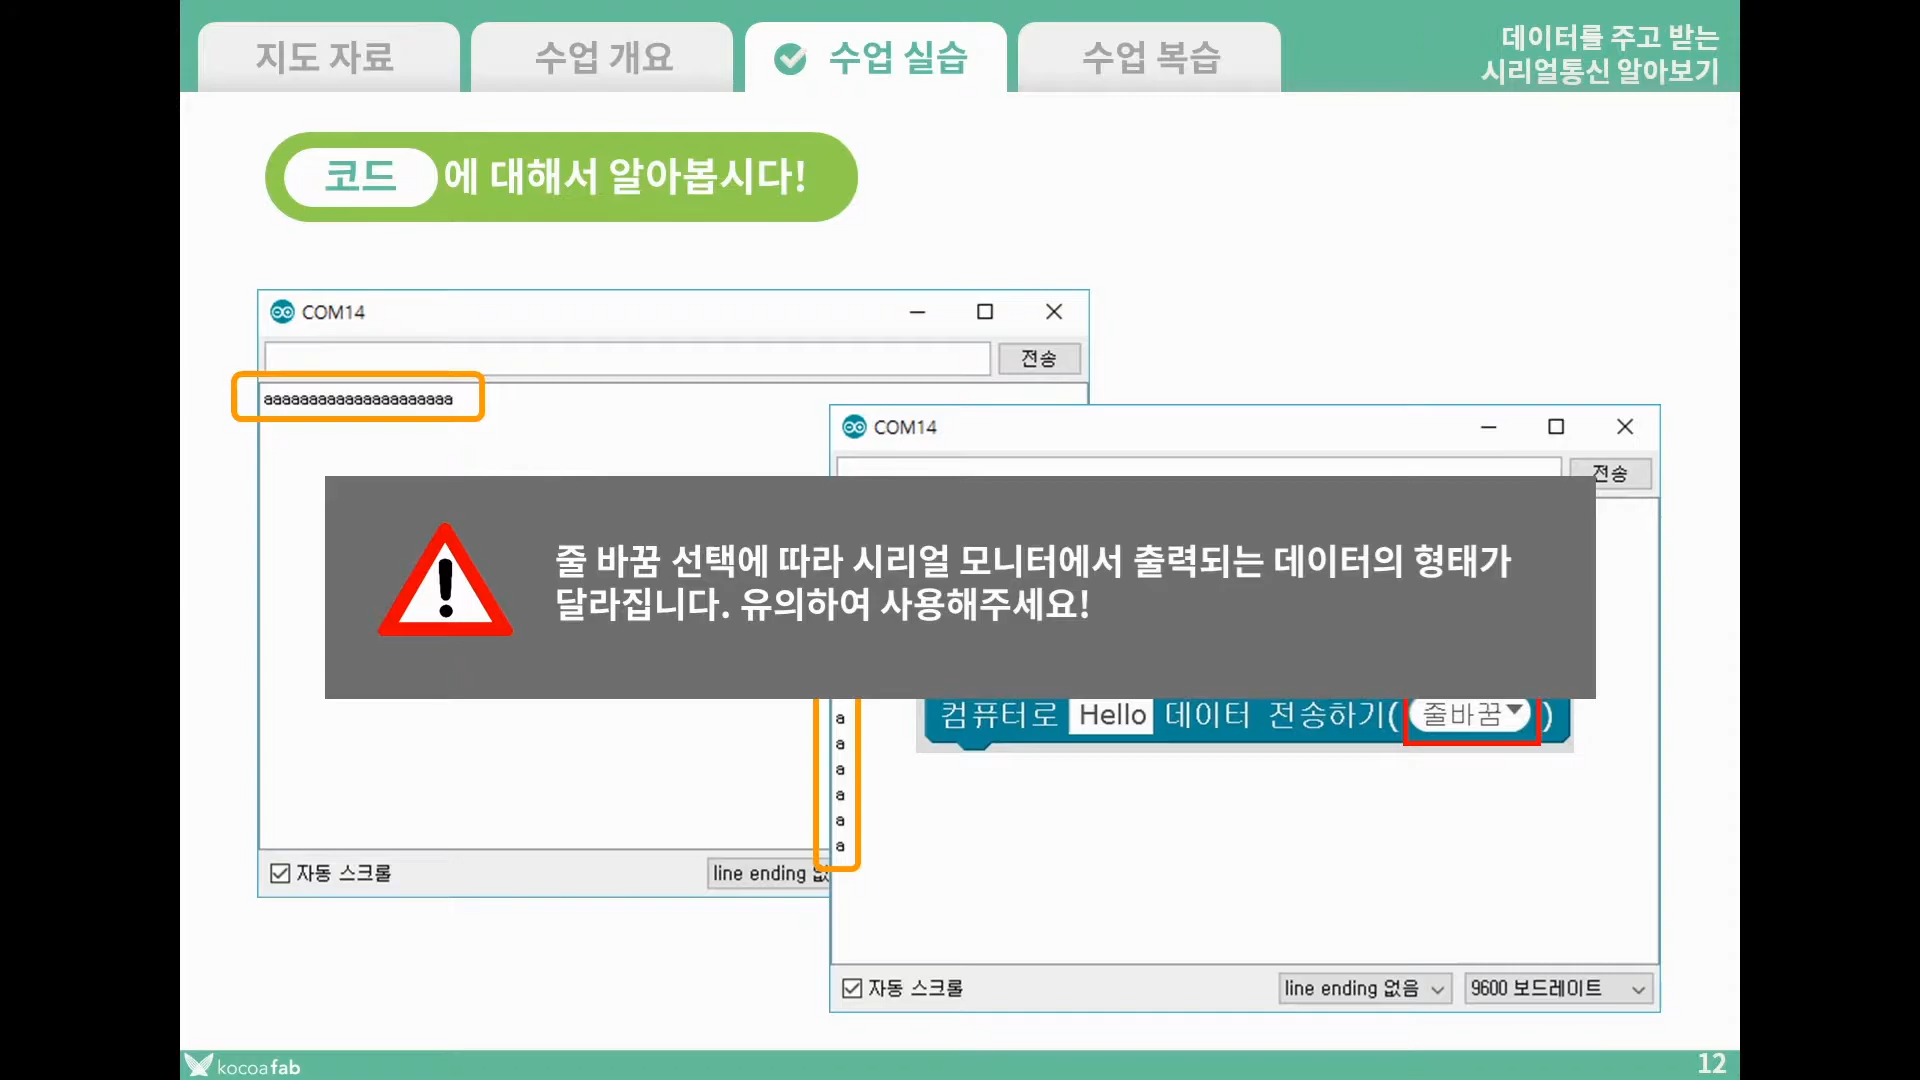 지도 자료
수업 개요
수업 실습
수업 복습
데이터를 주고 받는
시리얼통신 알아보기
코드에 대해서 알아봅시다!
COM14
전송
aaaaaaaaaaaaaaaaaaaaa
COM14
전송
줄 바꿈 선택에 따라 시리얼 모니터에서 출력되는 데이터의 형태가
달라집니다. 유의하여 사용해주세요!
컴퓨터로 Hello 데이터 전송하기( 줄바꿈 )
a
a
a
a
a
a
자동 스크롤
line ending
자동 스크롤
line ending 없음
9600 보드레이트
kocoafab
12